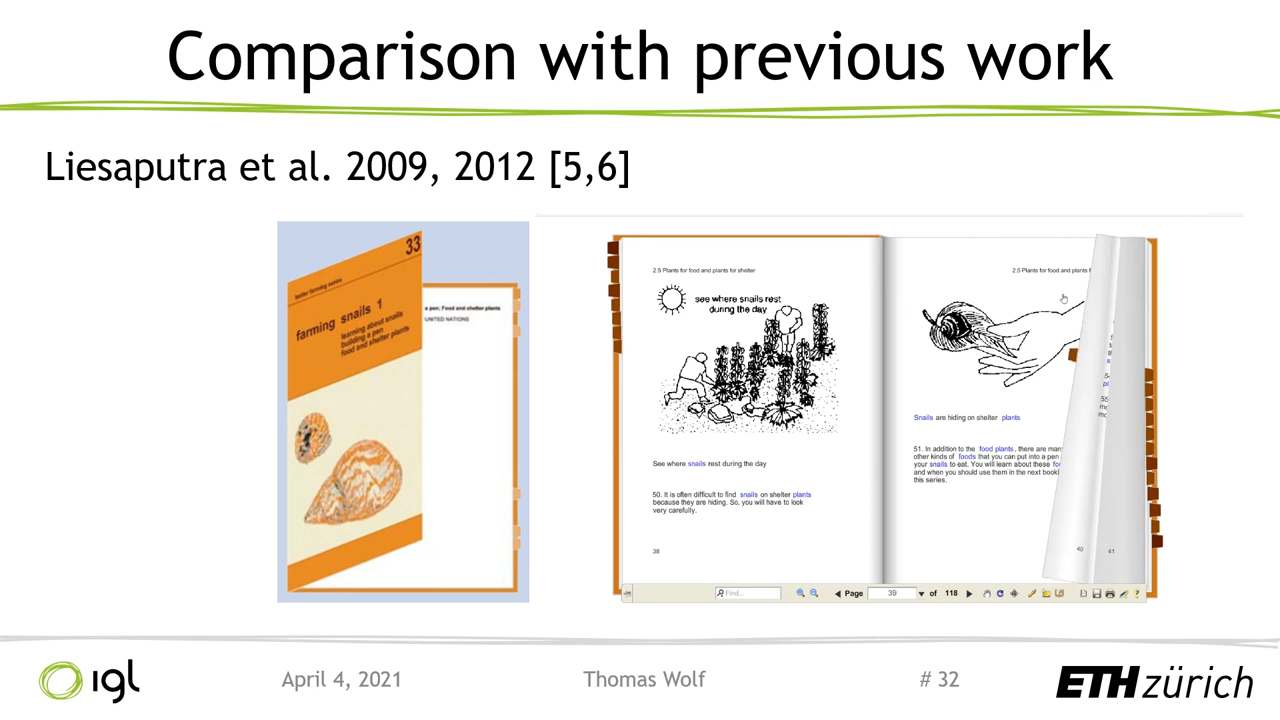 Comparison with previous work
Liesaputra et al. 2009, 2012 [5,6]
33
better farming series
farming snails 1
learning about snails
building a pen
food and shelter plants
a pen; Food and shelter plants
UNITED NATIONS
2.5 Plants for food and plants for shelter
see where snails rest
during the day
See where snails rest during the day
50. It is often difficult to find snails on shelter plants
because they are hiding. So, you will have to look
very carefully.
38
2.5 Plants for food and plants f
Snails are hiding on shelter plants
51. In addition to the food plants, there are man
other kinds of foods that you can put into a pen
your snails to eat. You will learn about these fo
and when you should use them in the next bookl
this series.
40
41
Find...
Page 39 of 118
igl
April 4, 2021
Thomas Wolf
# 32
ETH zürich